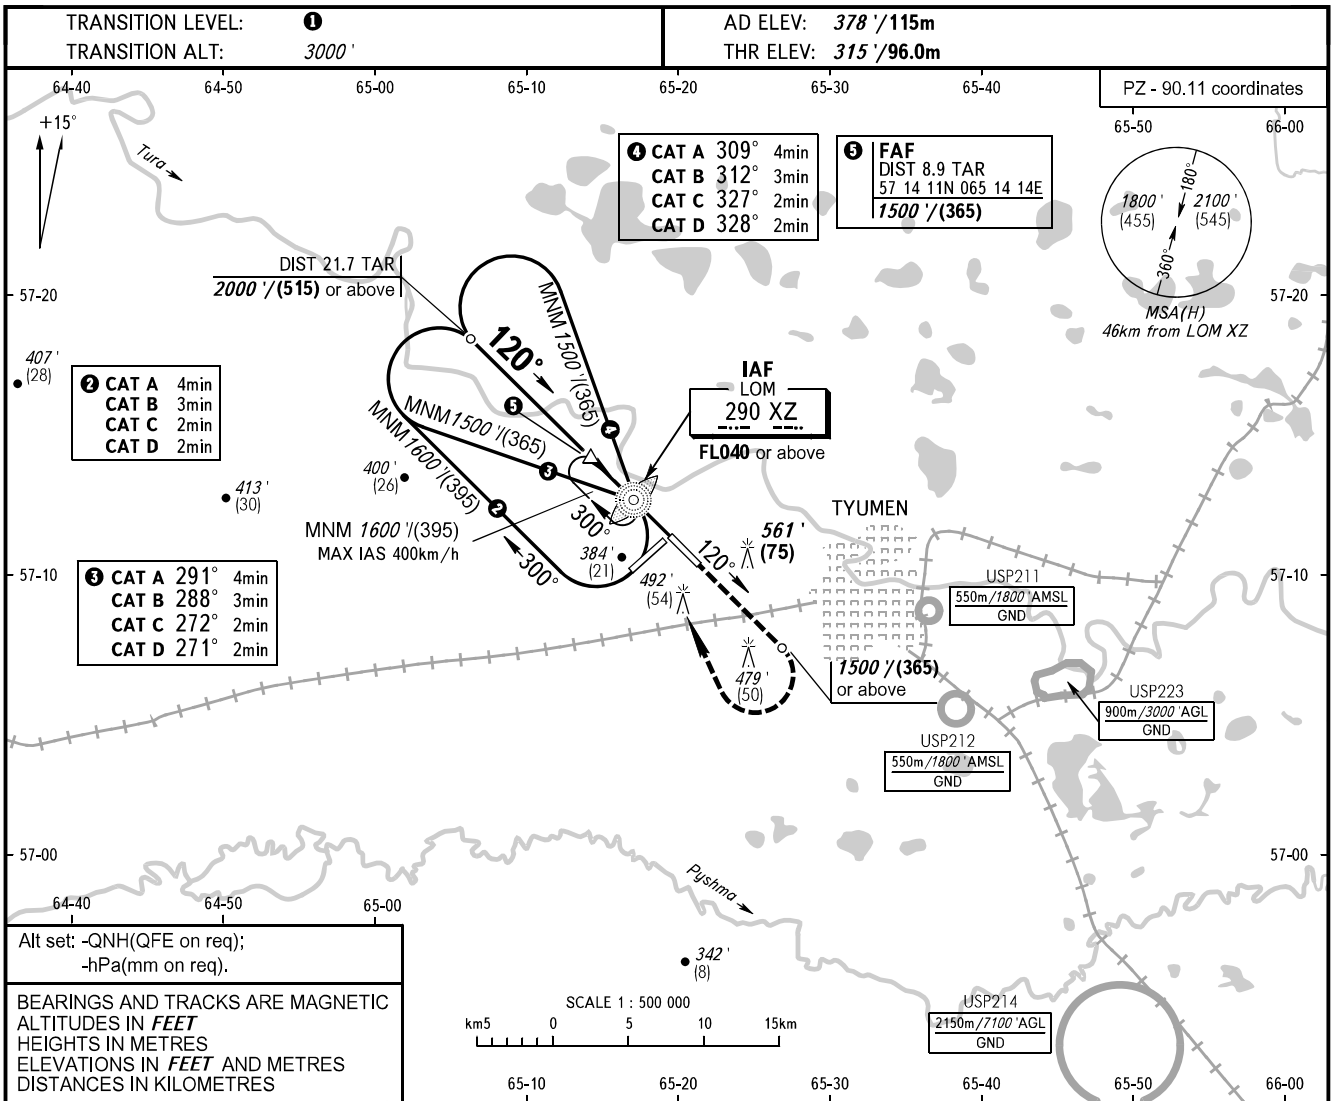 TRANSITION LEVEL: ❶
TRANSITION ALT: 3000 '
AD ELEV: 378 '/115m
THR ELEV: 315 '/96.0m
64-40 64-50 65-00 65-10 65-20 65-30 65-40
PZ - 90.11 coordinates
65-50 66-00
+15°
Tura
❹ CAT A 309° 4min
CAT B 312° 3min
CAT C 327° 2min
CAT D 328° 2min
❺ FAF
DIST 8.9 TAR
57 14 11N 065 14 14E
1500 '/(365)
180°
1800 '
(455)
2100 '
(545)
360°
MSA(H)
46km from LOM XZ
DIST 21.7 TAR
2000 '/(515) or above
57-20 57-20
MNM 1500 '/(365)
120°
407 '
(28)
❷ CAT A 4min
CAT B 3min
CAT C 2min
CAT D 2min
IAF
LOM
290 XZ
FL040 or above
❺
❹
MNM 1500 '/(365)
❸
MNM 1600 '/(395)
❷
400 '
(26)
413 '
(30)
MNM 1600 '/(395)
MAX IAS 400km/h
300°
300°
384 '
(21)
TYUMEN
561 '
(75)
120°
492 '
(54)
57-10 57-10
❸ CAT A 291° 4min
CAT B 288° 3min
CAT C 272° 2min
CAT D 271° 2min
USP211
550m/1800 'AMSL
GND
479 '
(50)
1500 '/(365)
or above
USP223
900m/3000 'AGL
GND
USP212
550m/1800 'AMSL
GND
57-00 57-00
Pyshma
64-40 64-50 65-00
Alt set: -QNH(QFE on req);
-hPa(mm on req).
342 '
(8)
BEARINGS AND TRACKS ARE MAGNETIC
ALTITUDES IN FEET
HEIGHTS IN METRES
ELEVATIONS IN FEET AND METRES
DISTANCES IN KILOMETRES
SCALE 1 : 500 000
km5 0 5 10 15km
USP214
2150m/7100 'AGL
GND
65-10 65-20 65-30 65-40 65-50 66-00